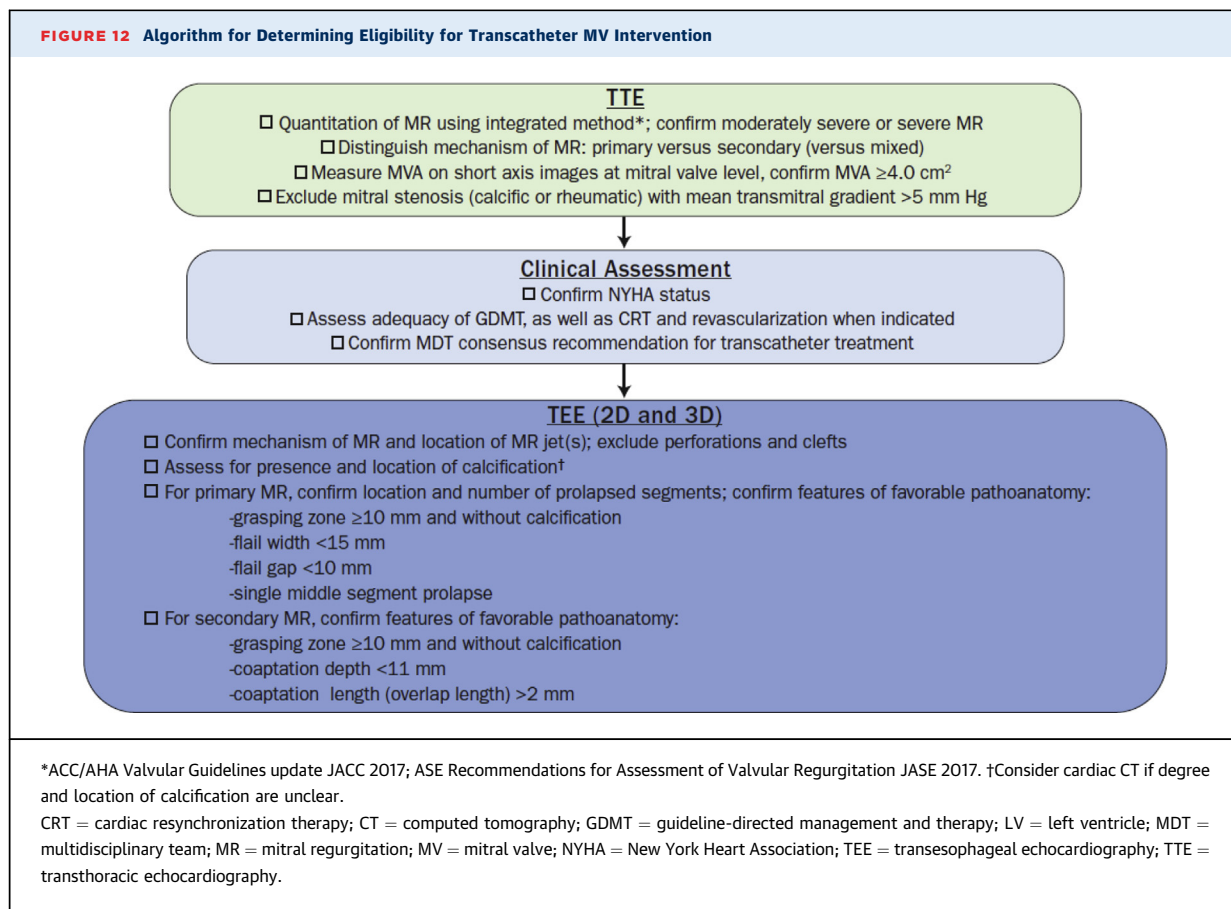 FIGURE 12 Algorithm for Determining Eligibility for Transcatheter MV Intervention
TTE
☐ Quantitation of MR using integrated method*; confirm moderately severe or severe MR
☐ Distinguish mechanism of MR: primary versus secondary (versus mixed)
☐ Measure MVA on short axis images at mitral valve level, confirm MVA ≥4.0 cm²
☐ Exclude mitral stenosis (calcific or rheumatic) with mean transmitral gradient >5 mm Hg
Clinical Assessment
☐ Confirm NYHA status
☐ Assess adequacy of GDMT, as well as CRT and revascularization when indicated
☐ Confirm MDT consensus recommendation for transcatheter treatment
TEE (2D and 3D)
☐ Confirm mechanism of MR and location of MR jet(s); exclude perforations and clefts
☐ Assess for presence and location of calcification†
☐ For primary MR, confirm location and number of prolapsed segments; confirm features of favorable pathoanatomy:
-grasping zone ≥10 mm and without calcification
-flail width <15 mm
-flail gap <10 mm
-single middle segment prolapse
☐ For secondary MR, confirm features of favorable pathoanatomy:
-grasping zone ≥10 mm and without calcification
-coaptation depth <11 mm
-coaptation length (overlap length) >2 mm
*ACC/AHA Valvular Guidelines update JACC 2017; ASE Recommendations for Assessment of Valvular Regurgitation JASE 2017. †Consider cardiac CT if degree
and location of calcification are unclear.
CRT = cardiac resynchronization therapy; CT = computed tomography; GDMT = guideline-directed management and therapy; LV = left ventricle; MDT =
multidisciplinary team; MR = mitral regurgitation; MV = mitral valve; NYHA = New York Heart Association; TEE = transesophageal echocardiography; TTE =
transthoracic echocardiography.